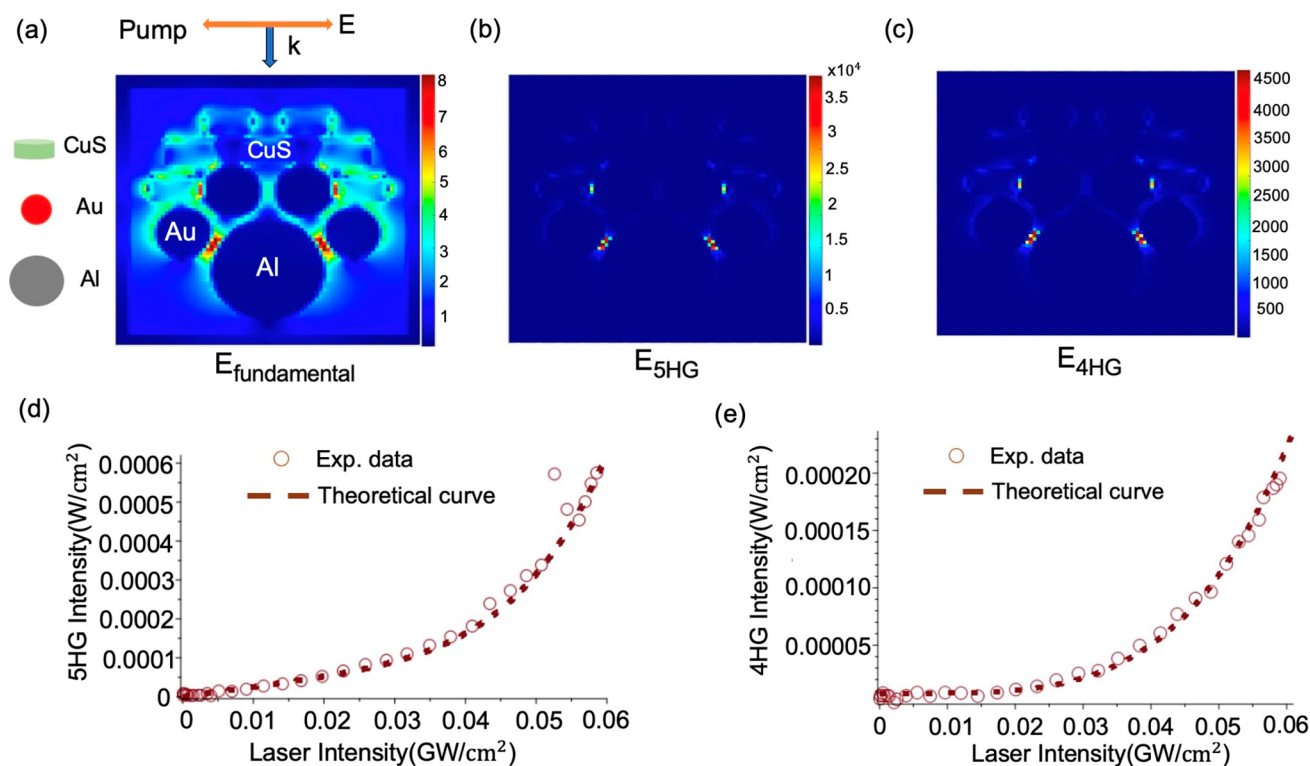 (a)
Pump
E
k
(b)
(c)
CuS
Au
Al
CuS
Au
Al
8
7
6
5
4
3
2
1
x10⁴
3.5
3
2.5
2
1.5
1
0.5
4500
4000
3500
3000
2500
2000
1500
1000
500
E_fundamental
E_5HG
E_4HG
(d)
5HG Intensity(W/cm²)
0.0006
0.0005
0.0004
0.0003
0.0002
0.0001
0
Exp. data
Theoretical curve
0 0.01 0.02 0.03 0.04 0.05 0.06
Laser Intensity(GW/cm²)
(e)
4HG Intensity(W/cm²)
0.00020
0.00015
0.00010
0.00005
Exp. data
Theoretical curve
0 0.01 0.02 0.03 0.04 0.05 0.06
Laser Intensity(GW/cm²)